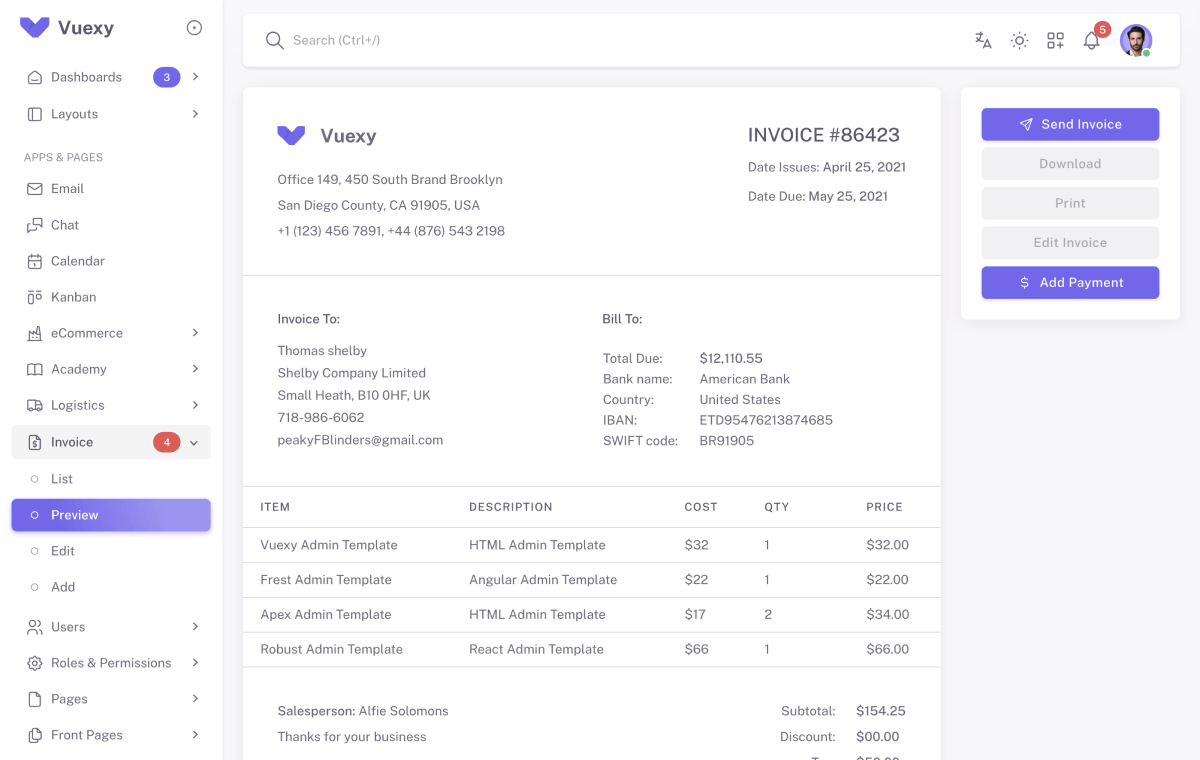 Vuexy
Dashboards 3
Layouts
APPS & PAGES
Email
Chat
Calendar
Kanban
eCommerce
Academy
Logistics
Invoice 4
List
Preview
Edit
Add
Users
Roles & Permissions
Pages
Front Pages
Search (Ctrl+/)
5
Vuexy
Office 149, 450 South Brand Brooklyn
San Diego County, CA 91905, USA
+1 (123) 456 7891, +44 (876) 543 2198
INVOICE #86423
Date Issues: April 25, 2021
Date Due: May 25, 2021
Invoice To:
Thomas shelby
Shelby Company Limited
Small Heath, B10 0HF, UK
718-986-6062
peakyFBlinders@gmail.com
Bill To:
Total Due: $12,110.55
Bank name: American Bank
Country: United States
IBAN: ETD95476213874685
SWIFT code: BR91905
ITEM DESCRIPTION COST QTY PRICE
Vuexy Admin Template HTML Admin Template $32 1 $32.00
Frest Admin Template Angular Admin Template $22 1 $22.00
Apex Admin Template HTML Admin Template $17 2 $34.00
Robust Admin Template React Admin Template $66 1 $66.00
Salesperson: Alfie Solomons
Thanks for your business
Subtotal: $154.25
Discount: $00.00
Send Invoice
Download
Print
Edit Invoice
$ Add Payment